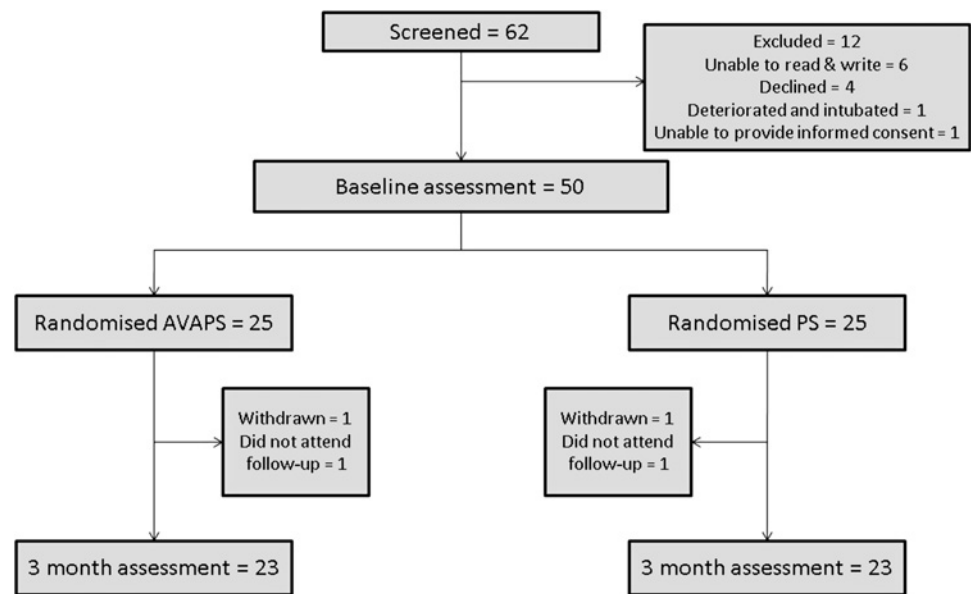 Screened = 62
Excluded = 12
Unable to read & write = 6
Declined = 4
Deteriorated and intubated = 1
Unable to provide informed consent = 1
Baseline assessment = 50
Randomised AVAPS = 25
Randomised PS = 25
Withdrawn = 1
Did not attend
follow-up = 1
Withdrawn = 1
Did not attend
follow-up = 1
3 month assessment = 23
3 month assessment = 23